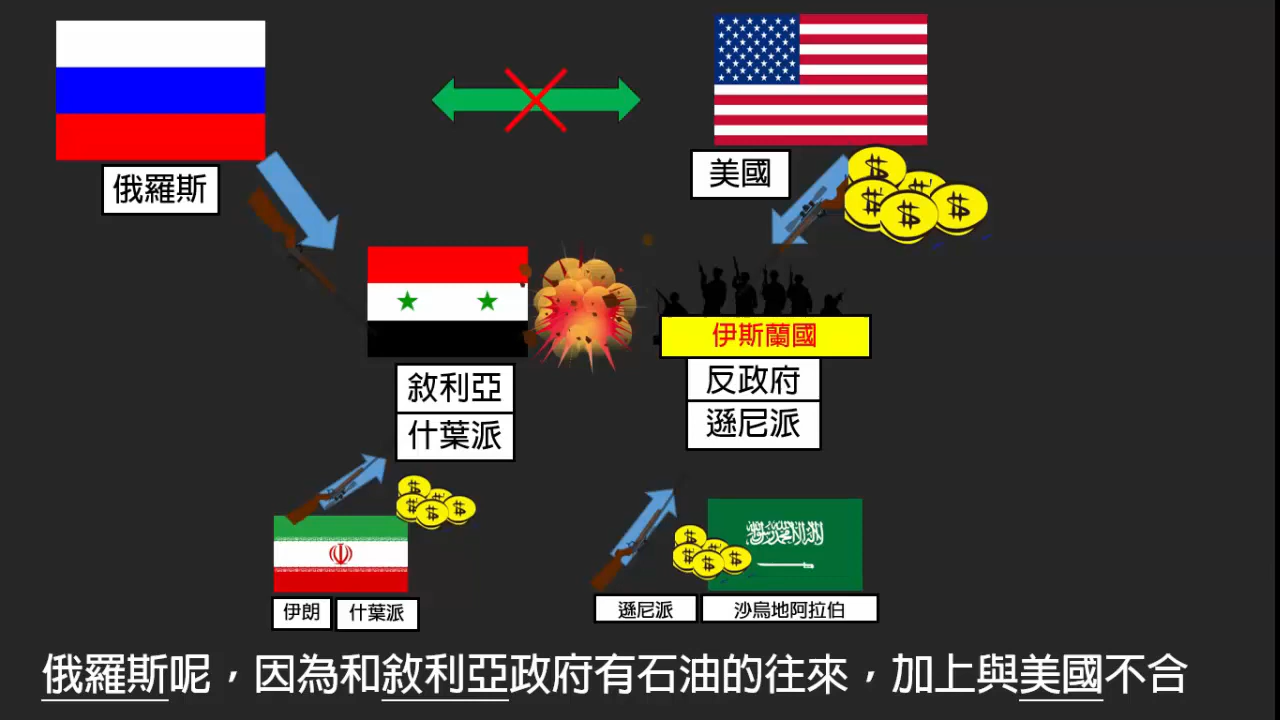 俄羅斯
美國
伊斯蘭國
敘利亞
反政府
什葉派
遜尼派
伊朗
什葉派
遜尼派
沙烏地阿拉伯
俄羅斯呢，因為和敘利亞政府有石油的往來，加上與美國不合